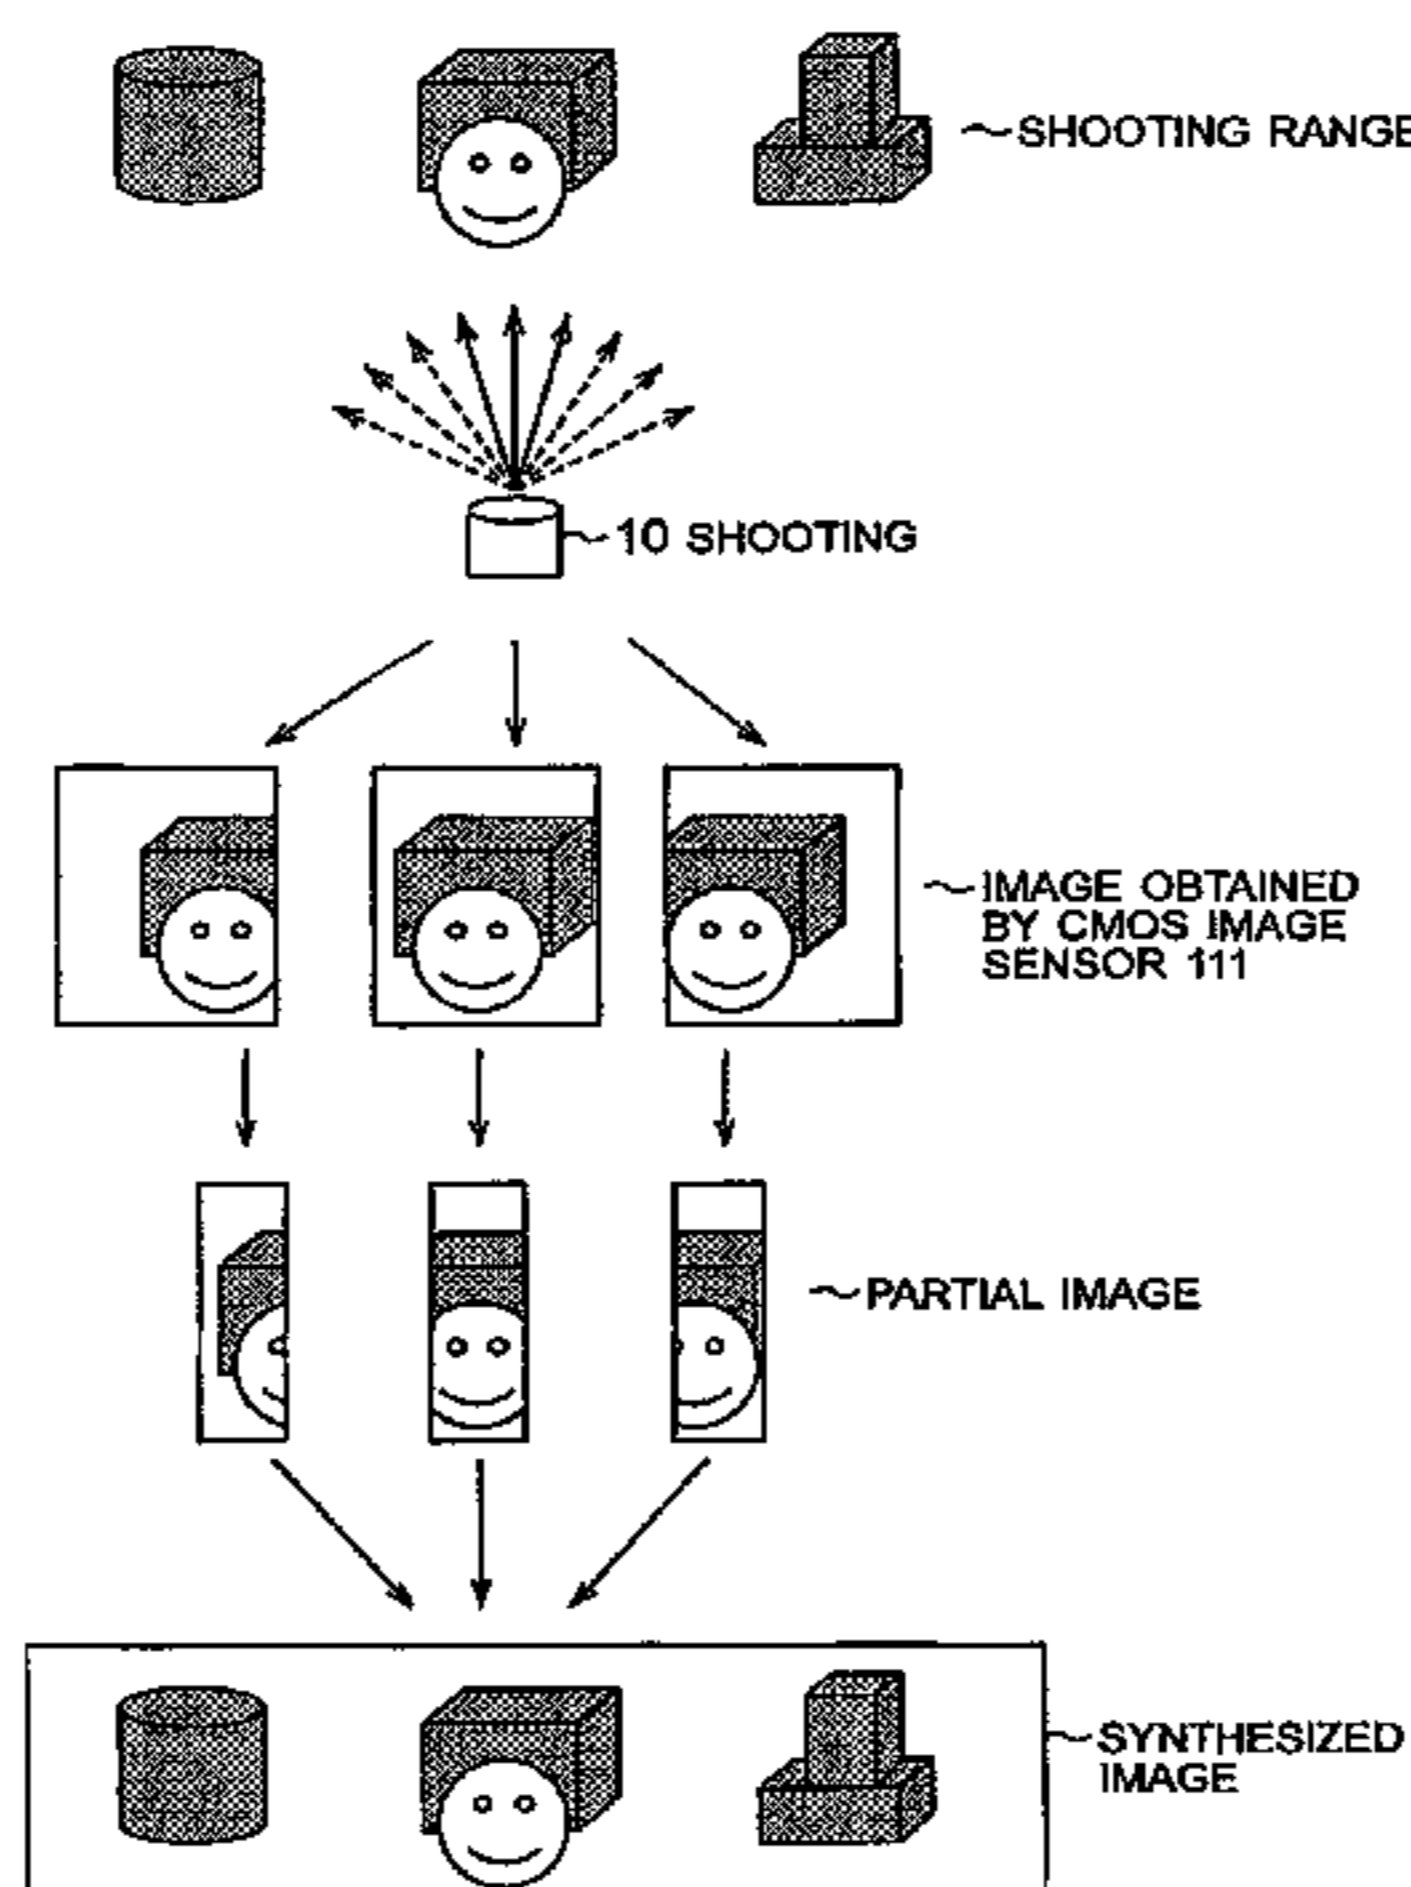 SHOOTING RANGE
10 SHOOTING
IMAGE OBTAINED
BY CMOS IMAGE
SENSOR 111
PARTIAL IMAGE
SYNTHESIZED
IMAGE